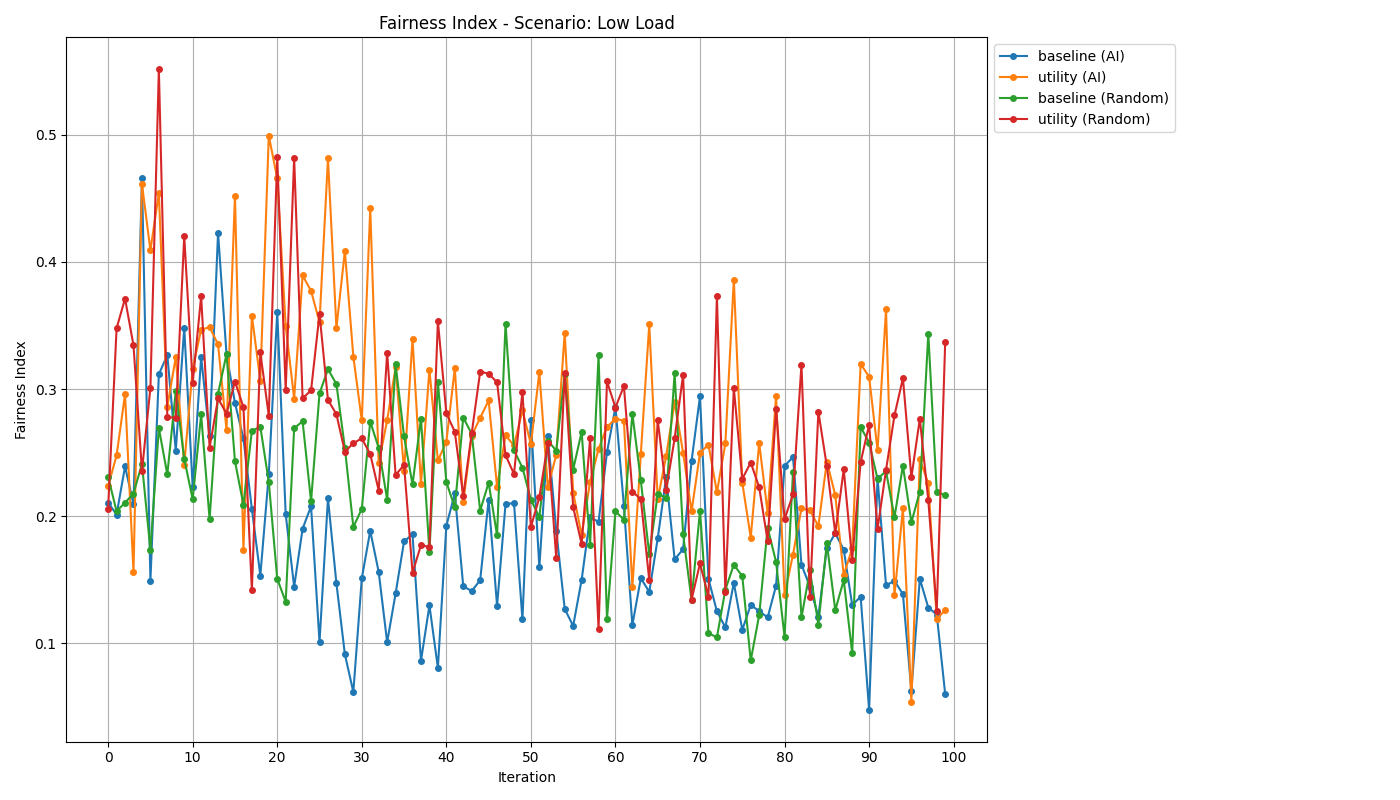 Fairness Index - Scenario: Low Load
baseline (AI)
utility (AI)
baseline (Random)
utility (Random)
Fairness Index
0.5
0.4
0.3
0.2
0.1
0 10 20 30 40 50 60 70 80 90 100
Iteration